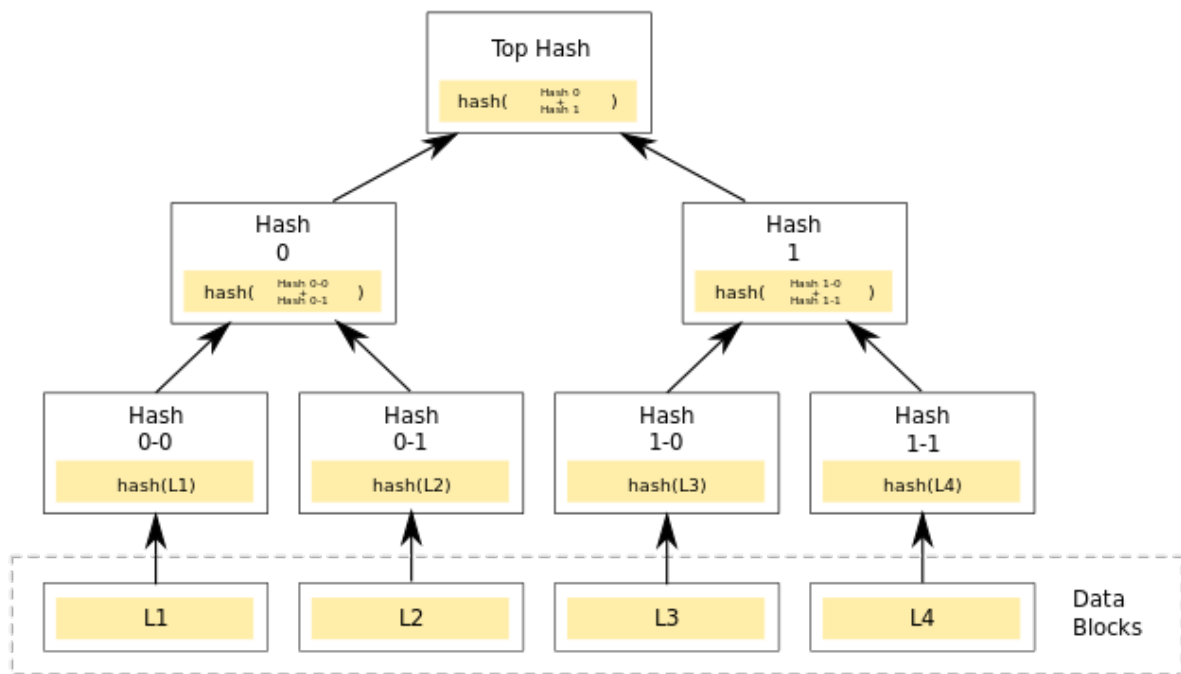 Top Hash
hash( Hash 0 + Hash 1 )
Hash
0
hash( Hash 0-0 + Hash 0-1 )
Hash
1
hash( Hash 1-0 + Hash 1-1 )
Hash
0-0
hash(L1)
Hash
0-1
hash(L2)
Hash
1-0
hash(L3)
Hash
1-1
hash(L4)
L1
L2
L3
L4
Data
Blocks